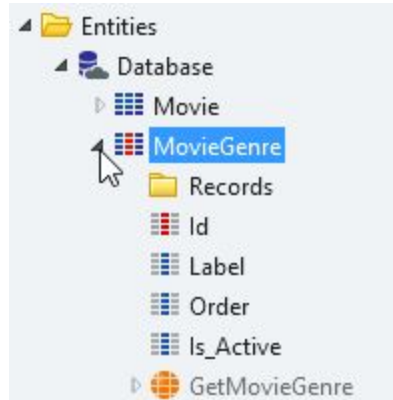 Entities
Database
Movie
MovieGenre
Records
Id
Label
Order
Is_Active
GetMovieGenre